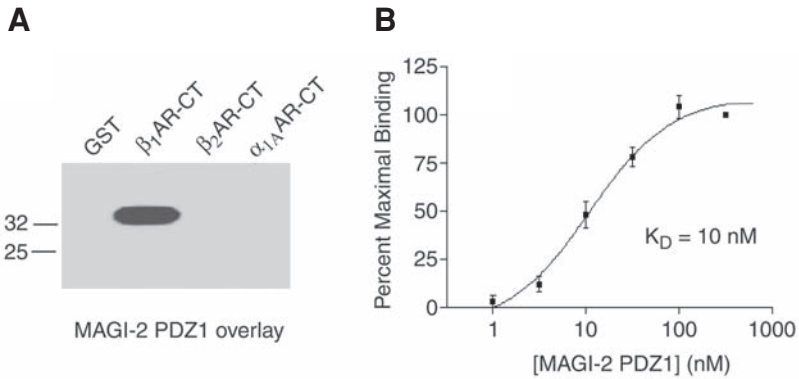 A
GST
β₁AR-CT
β₂AR-CT
α₁ₐAR-CT
32
25
MAGI-2 PDZ1 overlay
B
Percent Maximal Binding
125
100
75
50
25
0
K_D = 10 nM
1 10 100 1000
[MAGI-2 PDZ1] (nM)